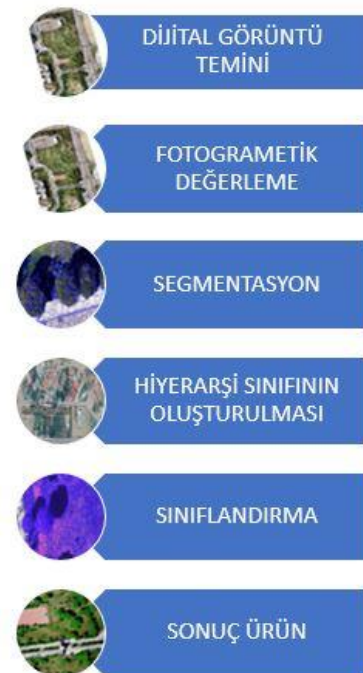 DİJİTAL GÖRÜNTÜ
TEMİNİ
FOTOGRAMETİK
DEĞERLEME
SEGMENTASYON
HİYERARŞİ SINIFININ
OLUŞTURULMASI
SINIFLANDIRMA
SONUÇ ÜRÜN